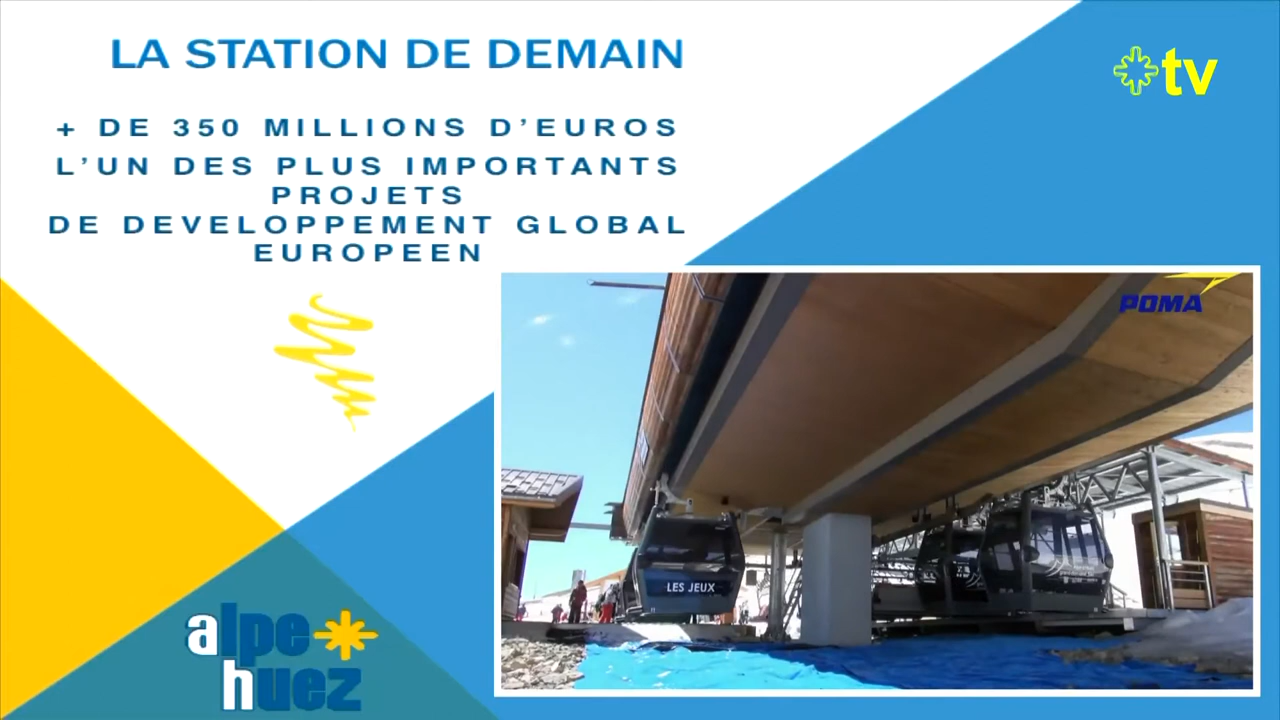 LA STATION DE DEMAIN
tv
+ DE 350 MILLIONS D'EUROS
L'UN DES PLUS IMPORTANTS
PROJETS
DE DEVELOPPEMENT GLOBAL
EUROPEEN
POMA
LES JEUX
alpe
huez